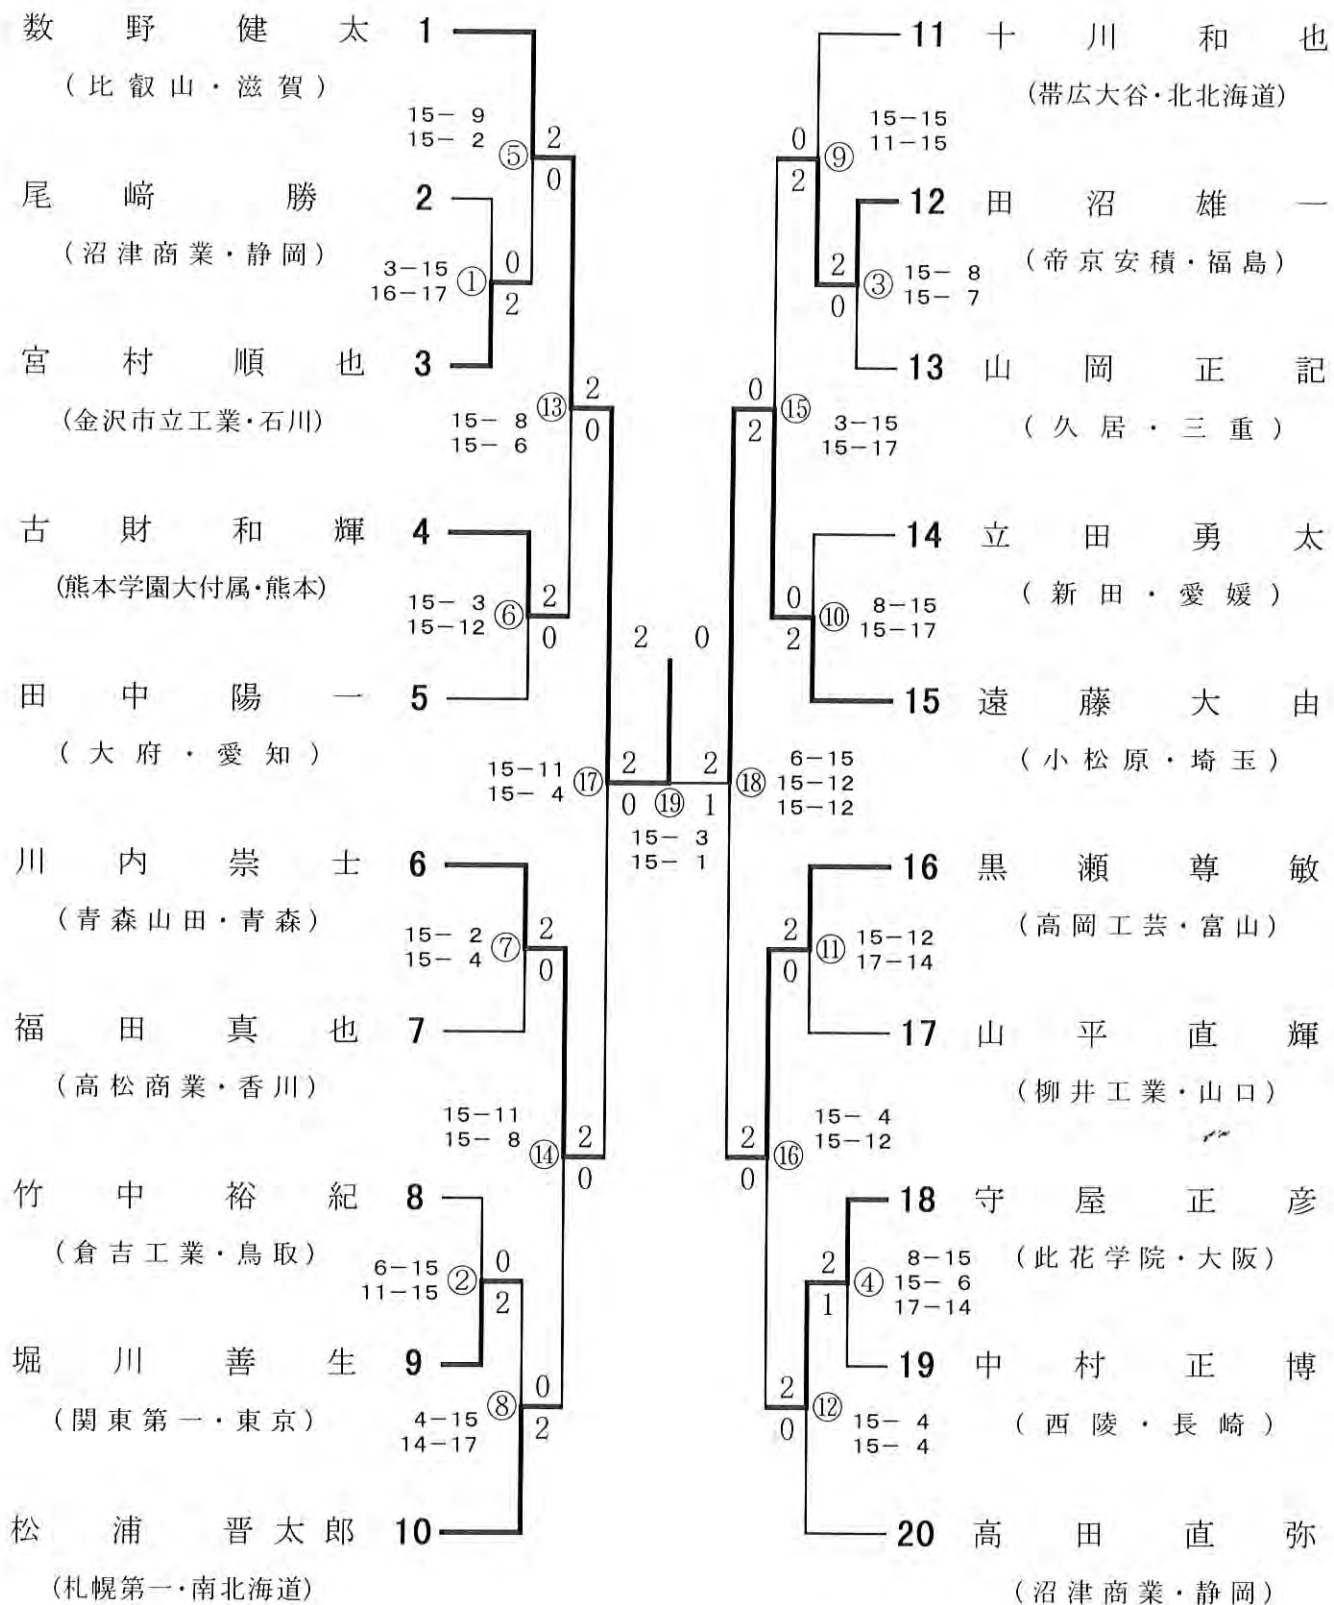 数野健太 1
(比叡山・滋賀)
15－ 9
15－ 2
⑤
2
0
尾﨑勝 2
(沼津商業・静岡)
3－15
16－17
①
0
2
宮村順也 3
(金沢市立工業・石川)
15－ 8
15－ 6
⑬
2
0
古財和輝 4
(熊本学園大付属・熊本)
15－ 3
15－12
⑥
2
0
田中陽一 5
(大府・愛知)
15－11
15－ 4
⑰
2
0
川内崇士 6
(青森山田・青森)
15－ 2
15－ 4
⑦
2
0
福田真也 7
(高松商業・香川)
15－11
15－ 8
⑭
2
0
竹中裕紀 8
(倉吉工業・鳥取)
6－15
11－15
②
0
2
堀川善生 9
(関東第一・東京)
4－15
14－17
⑧
0
2
松浦晋太郎 10
(札幌第一・南北海道)
2 0
⑲
15－ 3
15－ 1
11 十川和也
(帯広大谷・北北海道)
0
2
⑨
15－15
11－15
12 田沼雄一
(帝京安積・福島)
2
0
③
15－ 8
15－ 7
13 山岡正記
(久居・三重)
0
2
⑮
3－15
15－17
14 立田勇太
(新田・愛媛)
0
2
⑩
8－15
15－17
15 遠藤大由
(小松原・埼玉)
2
1
⑱
6－15
15－12
15－12
16 黒瀬尊敏
(高岡工芸・富山)
2
0
⑪
15－12
17－14
17 山平直輝
(柳井工業・山口)
2
0
⑯
15－ 4
15－12
18 守屋正彦
(此花学院・大阪)
2
1
④
8－15
15－ 6
17－14
19 中村正博
(西陵・長崎)
2
0
⑫
15－ 4
15－ 4
20 高田直弥
(沼津商業・静岡)